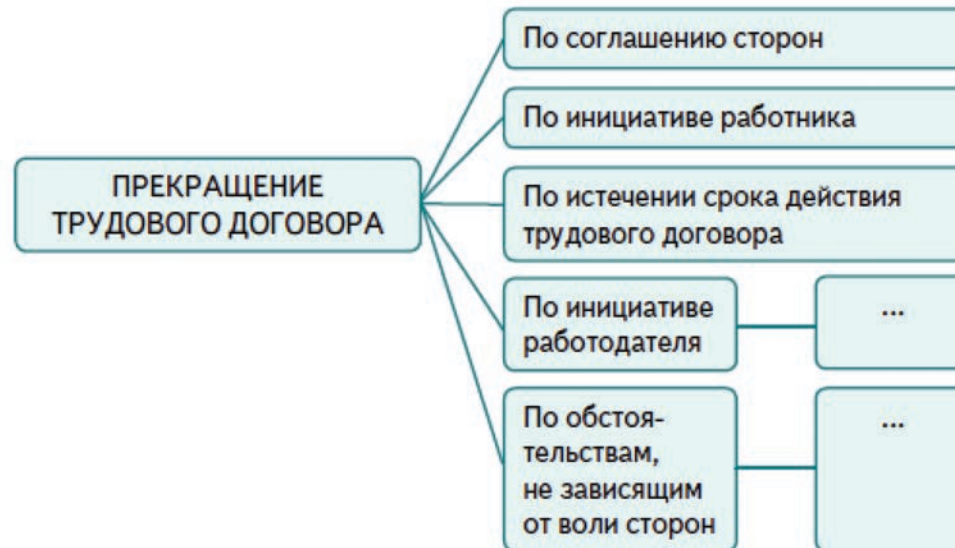 ПРЕКРАЩЕНИЕ
ТРУДОВОГО ДОГОВОРА
По соглашению сторон
По инициативе работника
По истечении срока действия
трудового договора
По инициативе
работодателя
...
По обстоя-
тельствам,
не зависящим
от воли сторон
...